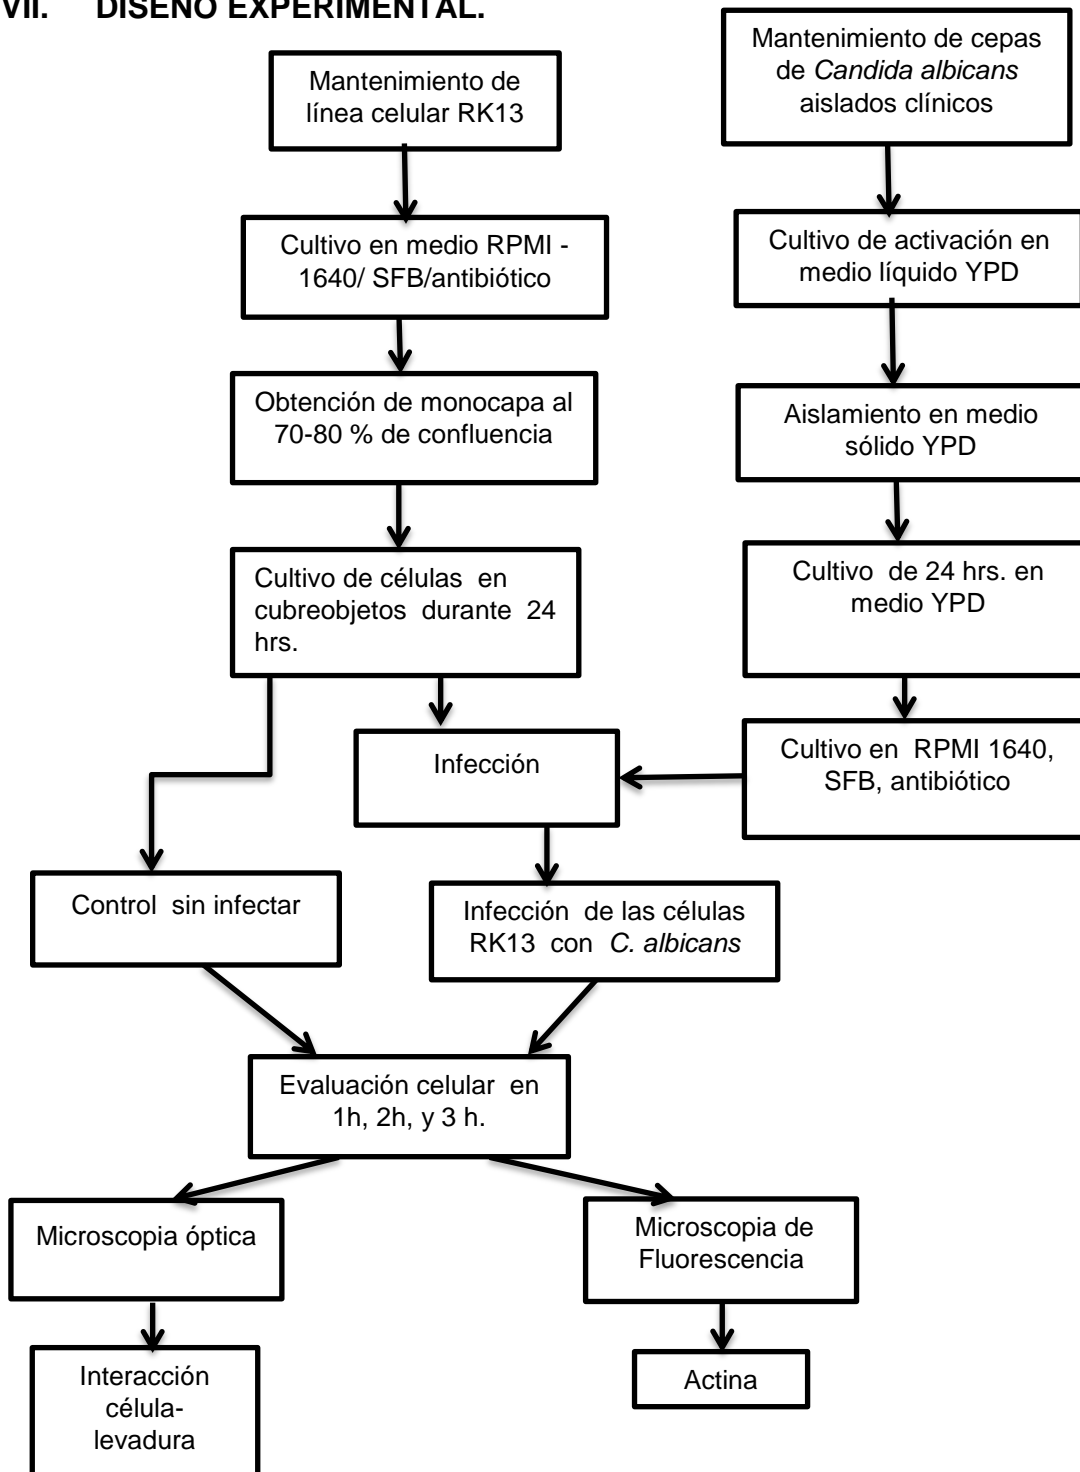 VII. DISEÑO EXPERIMENTAL.
Mantenimiento de
línea celular RK13
Cultivo en medio RPMI -
1640/ SFB/antibiótico
Obtención de monocapa al
70-80 % de confluencia
Cultivo de células en
cubreobjetos durante 24
hrs.
Mantenimiento de cepas
de Candida albicans
aislados clínicos
Cultivo de activación en
medio líquido YPD
Aislamiento en medio
sólido YPD
Cultivo de 24 hrs. en
medio YPD
Cultivo en RPMI 1640,
SFB, antibiótico
Infección
Control sin infectar
Infección de las células
RK13 con C. albicans
Evaluación celular en
1h, 2h, y 3 h.
Microscopia óptica
Microscopia de
Fluorescencia
Interacción
célula-
levadura
Actina